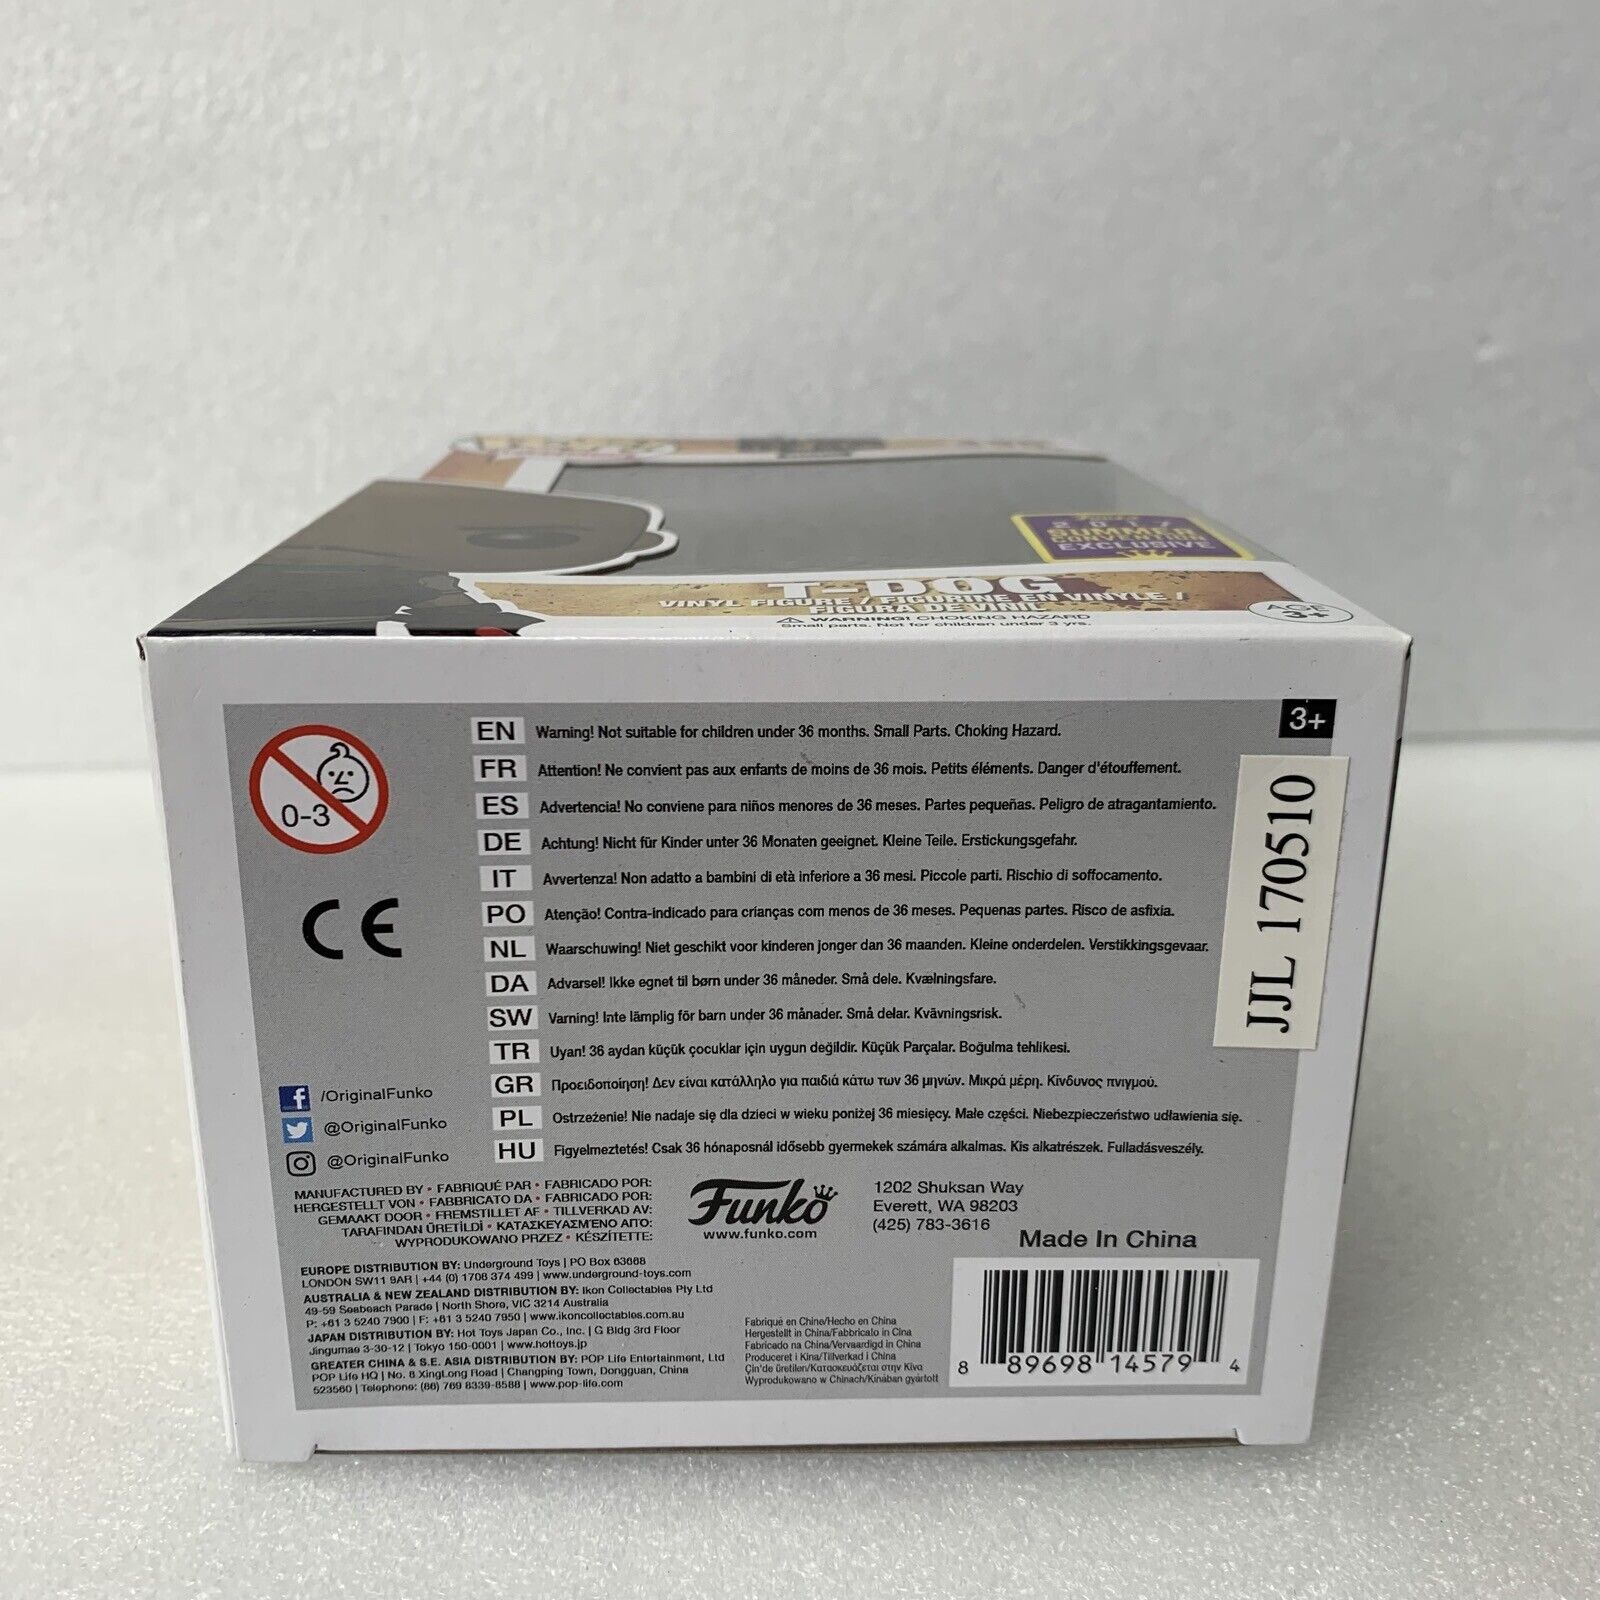 Funko
2017
SUMMER
CONVENTION
EXCLUSIVE
T-DOG
VINYL FIGURE / FIGURINE EN VINYLE /
FIGURA DE VINIL
AGE
3+
⚠ WARNING! CHOKING HAZARD
Small parts. Not for children under 3 yrs.
3+
0-3
CE
EN Warning! Not suitable for children under 36 months. Small Parts. Choking Hazard.
FR Attention! Ne convient pas aux enfants de moins de 36 mois. Petits éléments. Danger d'étouffement.
ES Advertencia! No conviene para niños menores de 36 meses. Partes pequeñas. Peligro de atragantamiento.
DE Achtung! Nicht für Kinder unter 36 Monaten geeignet. Kleine Teile. Erstickungsgefahr.
IT Avvertenza! Non adatto a bambini di età inferiore a 36 mesi. Piccole parti. Rischio di soffocamento.
PO Atenção! Contra-indicado para crianças com menos de 36 meses. Pequenas partes. Risco de asfixia.
NL Waarschuwing! Niet geschikt voor kinderen jonger dan 36 maanden. Kleine onderdelen. Verstikkingsgevaar.
DA Advarsel! Ikke egnet til børn under 36 måneder. Små dele. Kvælningsfare.
SW Varning! Inte lämplig för barn under 36 månader. Små delar. Kvävningsrisk.
TR Uyan! 36 aydan küçük çocuklar için uygun değildir. Küçük Parçalar. Boğulma tehlikesi.
GR Προειδοποίηση! Δεν είναι κατάλληλο για παιδιά κάτω των 36 μηνών. Μικρά μέρη. Κίνδυνος πνιγμού.
PL Ostrzeżenie! Nie nadaje się dla dzieci w wieku poniżej 36 miesięcy. Małe części. Niebezpieczeństwo udławienia się.
HU Figyelmeztetés! Csak 36 hónaposnál idősebb gyermekek számára alkalmas. Kis alkatrészek. Fulladásveszély.
JJL 170510
/OriginalFunko
@OriginalFunko
@OriginalFunko
MANUFACTURED BY • FABRIQUÉ PAR • FABRICADO POR:
HERGESTELLT VON • FABBRICATO DA • FABRICADO POR:
GEMAAKT DOOR • FREMSTILLET AF • TILLVERKAD AV:
TARAFINDAN ÜRETİLDİ • ΚΑΤΑΣΚΕΥΑΣΜΈΝΟ ΑΠΌ:
WYPRODUKOWANO PRZEZ • KÉSZÍTETTE:
Funko
www.funko.com
1202 Shuksan Way
Everett, WA 98203
(425) 783-3616
Made In China
EUROPE DISTRIBUTION BY: Underground Toys | PO Box 63668
LONDON SW11 9AR | +44 (0) 1708 374 499 | www.underground-toys.com
AUSTRALIA & NEW ZEALAND DISTRIBUTION BY: Ikon Collectables Pty Ltd
49-59 Seabeach Parade | North Shore, VIC 3214 Australia
P: +61 3 5240 7900 | F: +61 3 5240 7950 | www.ikoncollectables.com.au
JAPAN DISTRIBUTION BY: Hot Toys Japan Co., Inc. | G Bldg 3rd Floor
Jingumae 3-30-12 | Tokyo 150-0001 | www.hottoys.jp
GREATER CHINA & S.E. ASIA DISTRIBUTION BY: POP Life Entertainment, Ltd
POP Life HQ | No. 8 XingLong Road | Changping Town, Dongguan, China
523560 | Telephone: (86) 769 8339-8588 | www.pop-life.com
Fabriqué en Chine/Hecho en China
Hergestellt in China/Fabbricato in Cina
Fabricado na China/Vervaardigd in China
Produceret i Kina/Tillverkad i China
Çin'de üretilen/Κατασκευάζεται στην Κίνα
Wyprodukowano w Chinach/Kínában gyártott
8 89698 14579 4